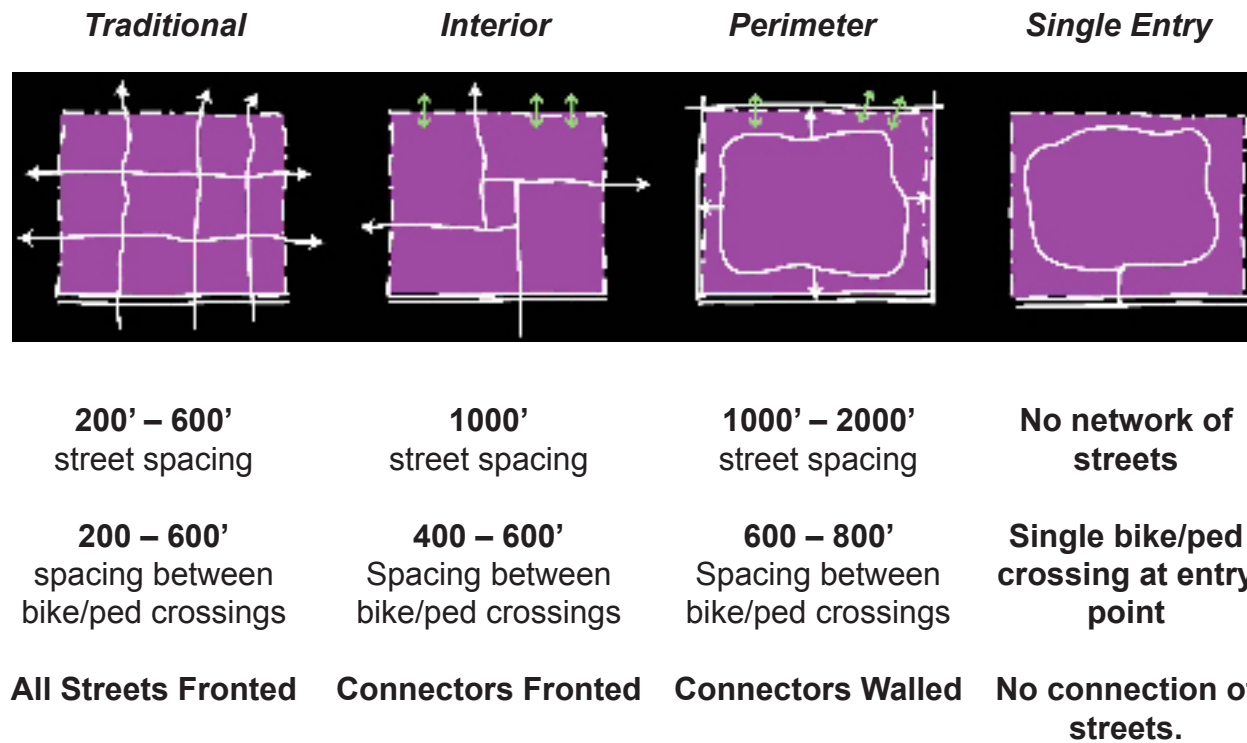 Traditional
Interior
Perimeter
Single Entry
200’ – 600’
street spacing
1000’
street spacing
1000’ – 2000’
street spacing
No network of
streets
200 – 600’
spacing between
bike/ped crossings
400 – 600’
Spacing between
bike/ped crossings
600 – 800’
Spacing between
bike/ped crossings
Single bike/ped
crossing at entry
point
All Streets Fronted
Connectors Fronted
Connectors Walled
No connection of
streets.